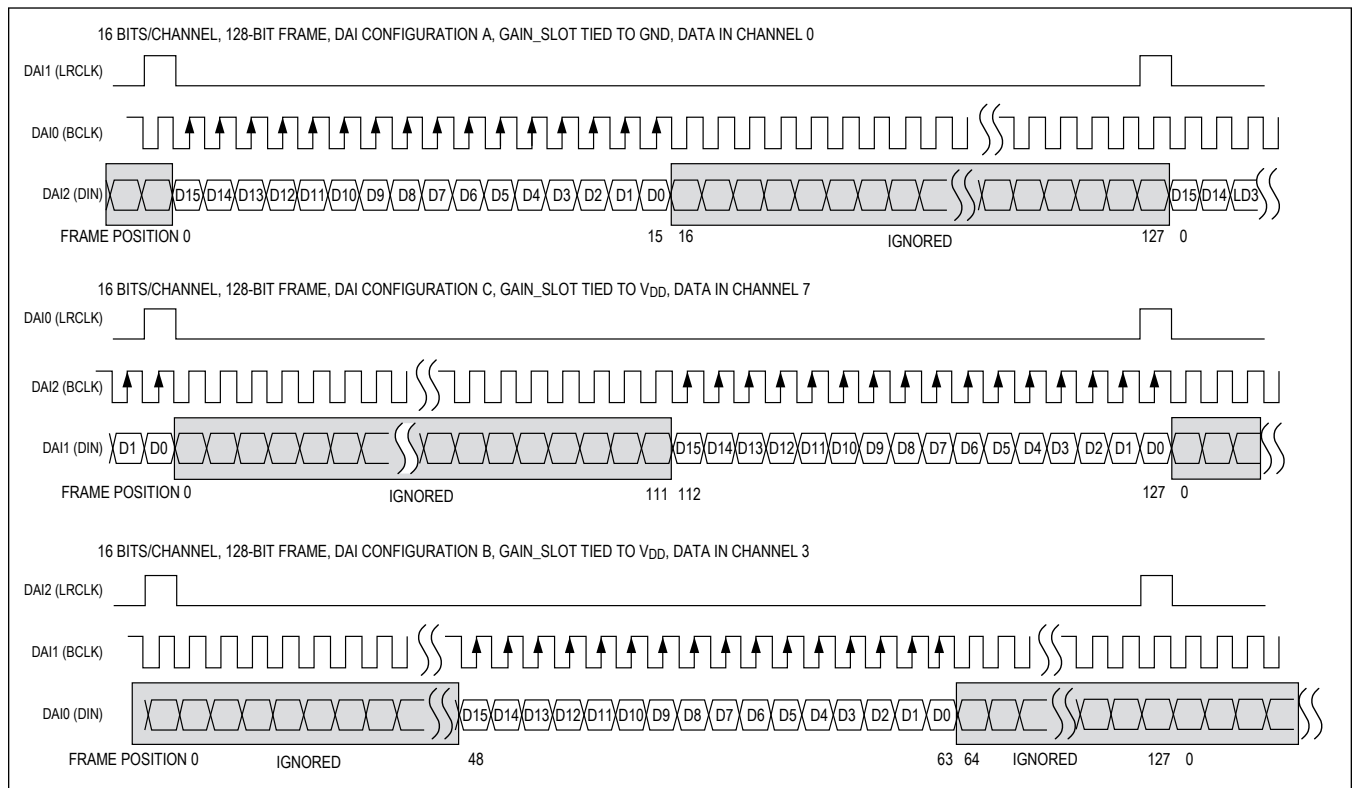 16 BITS/CHANNEL, 128-BIT FRAME, DAI CONFIGURATION A, GAIN_SLOT TIED TO GND, DATA IN CHANNEL 0
DAI1 (LRCLK)
DAI0 (BCLK)
DAI2 (DIN) D15 D14 D13 D12 D11 D10 D9 D8 D7 D6 D5 D4 D3 D2 D1 D0 D15 D14 LD3
FRAME POSITION 0 15 16 IGNORED 127 0
16 BITS/CHANNEL, 128-BIT FRAME, DAI CONFIGURATION C, GAIN_SLOT TIED TO VDD, DATA IN CHANNEL 7
DAI0 (LRCLK)
DAI2 (BCLK)
DAI1 (DIN) D1 D0 D15 D14 D13 D12 D11 D10 D9 D8 D7 D6 D5 D4 D3 D2 D1 D0
FRAME POSITION 0 IGNORED 111 112 127 0
16 BITS/CHANNEL, 128-BIT FRAME, DAI CONFIGURATION B, GAIN_SLOT TIED TO VDD, DATA IN CHANNEL 3
DAI2 (LRCLK)
DAI1 (BCLK)
DAI0 (DIN) D15 D14 D13 D12 D11 D10 D9 D8 D7 D6 D5 D4 D3 D2 D1 D0
FRAME POSITION 0 IGNORED 48 63 64 IGNORED 127 0